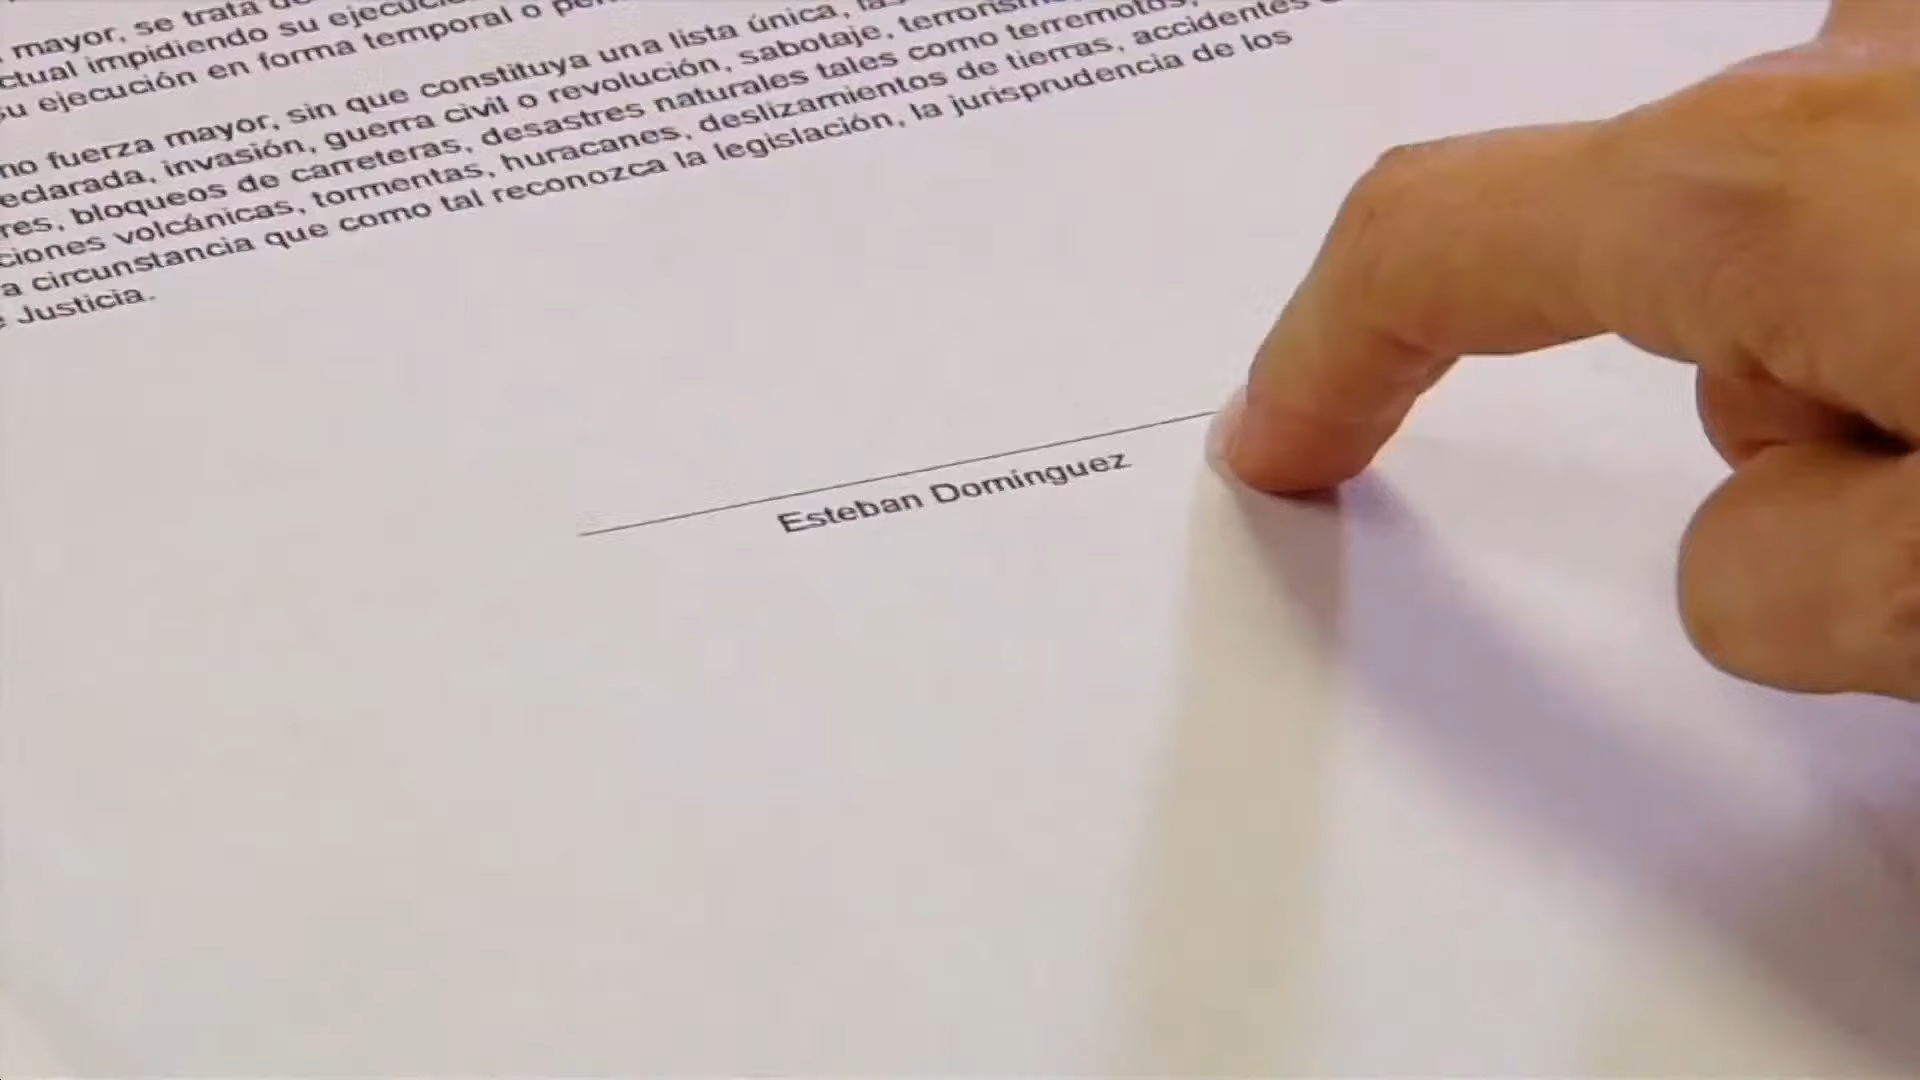 mayor, se trata
ctual impidiendo su
su ejecución en forma temporal o
no fuerza mayor, sin que constituya una lista única,
eclarada, invasión, guerra civil o revolución, sabotaje,
res, bloqueos de carreteras, desastres naturales tales como terremotos,
ciones volcánicas, tormentas, huracanes, deslizamientos de tierras, accidentes
a circunstancia que como tal reconozca la legislación, la jurisprudencia de los
Justicia.
Esteban Dominguez